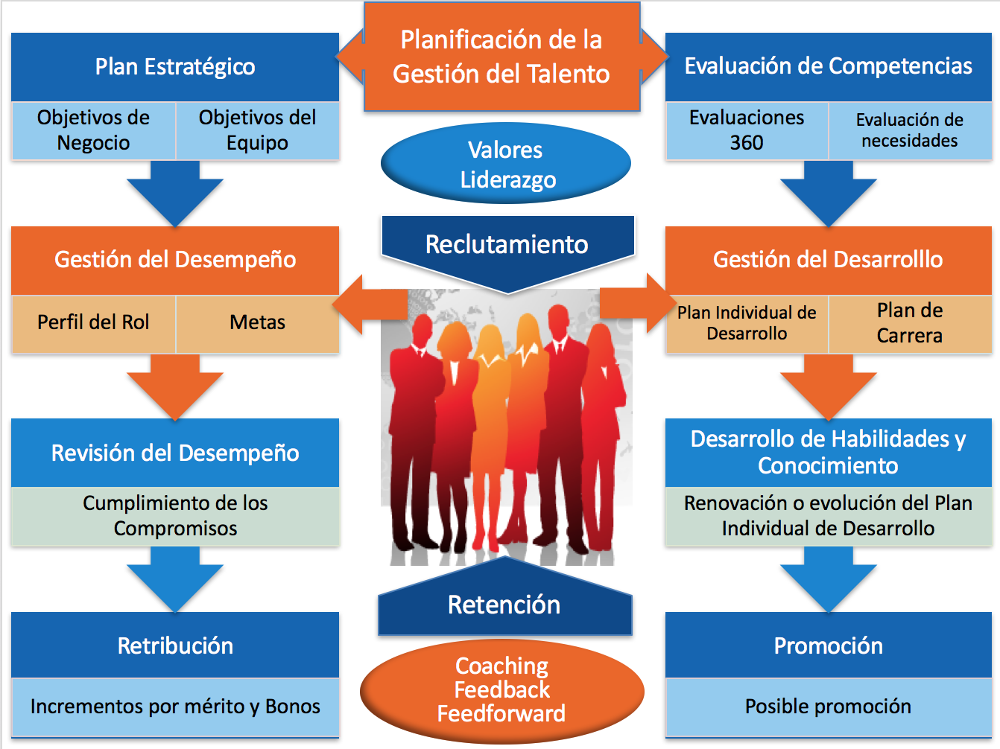 Planificación de la
Gestión del Talento
Plan Estratégico
Objetivos de
Negocio
Objetivos del
Equipo
Gestión del Desempeño
Perfil del Rol
Metas
Revisión del Desempeño
Cumplimiento de los
Compromisos
Retribución
Incrementos por mérito y Bonos
Valores
Liderazgo
Reclutamiento
Retención
Coaching
Feedback
Feedforward
Evaluación de Competencias
Evaluaciones
360
Evaluación de
necesidades
Gestión del Desarrolllo
Plan Individual de
Desarrollo
Plan de
Carrera
Desarrollo de Habilidades y
Conocimiento
Renovación o evolución del Plan
Individual de Desarrollo
Promoción
Posible promoción